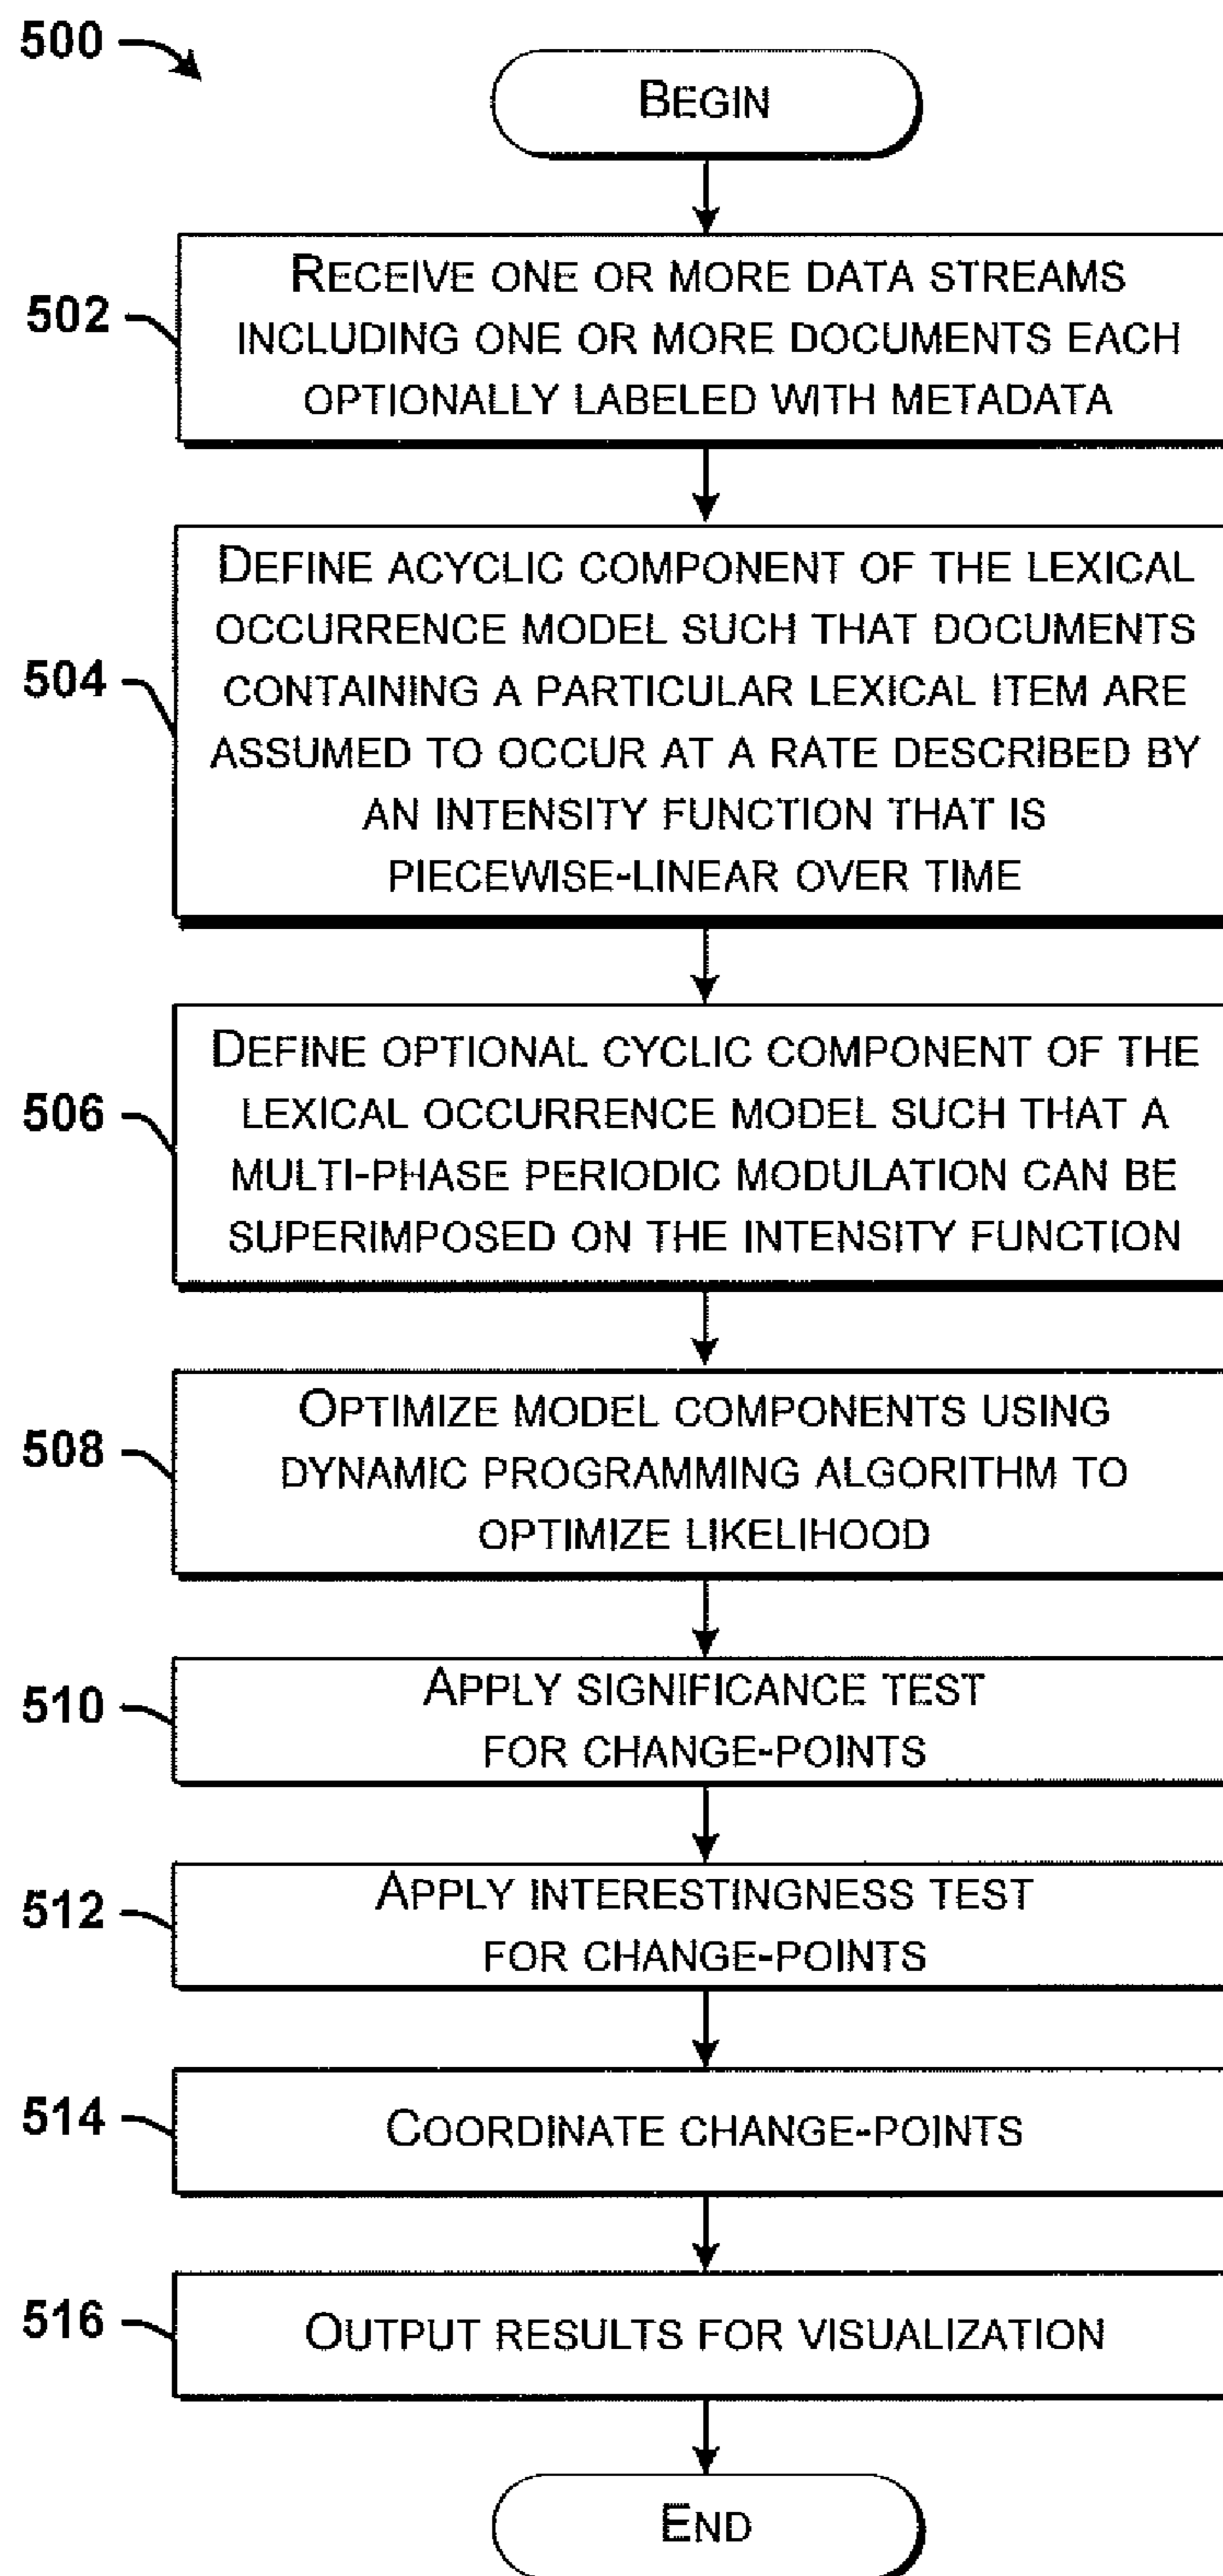 500
BEGIN
502
RECEIVE ONE OR MORE DATA STREAMS
INCLUDING ONE OR MORE DOCUMENTS EACH
OPTIONALLY LABELED WITH METADATA
504
DEFINE ACYCLIC COMPONENT OF THE LEXICAL
OCCURRENCE MODEL SUCH THAT DOCUMENTS
CONTAINING A PARTICULAR LEXICAL ITEM ARE
ASSUMED TO OCCUR AT A RATE DESCRIBED BY
AN INTENSITY FUNCTION THAT IS
PIECEWISE-LINEAR OVER TIME
506
DEFINE OPTIONAL CYCLIC COMPONENT OF THE
LEXICAL OCCURRENCE MODEL SUCH THAT A
MULTI-PHASE PERIODIC MODULATION CAN BE
SUPERIMPOSED ON THE INTENSITY FUNCTION
508
OPTIMIZE MODEL COMPONENTS USING
DYNAMIC PROGRAMMING ALGORITHM TO
OPTIMIZE LIKELIHOOD
510
APPLY SIGNIFICANCE TEST
FOR CHANGE-POINTS
512
APPLY INTERESTINGNESS TEST
FOR CHANGE-POINTS
514
COORDINATE CHANGE-POINTS
516
OUTPUT RESULTS FOR VISUALIZATION
END